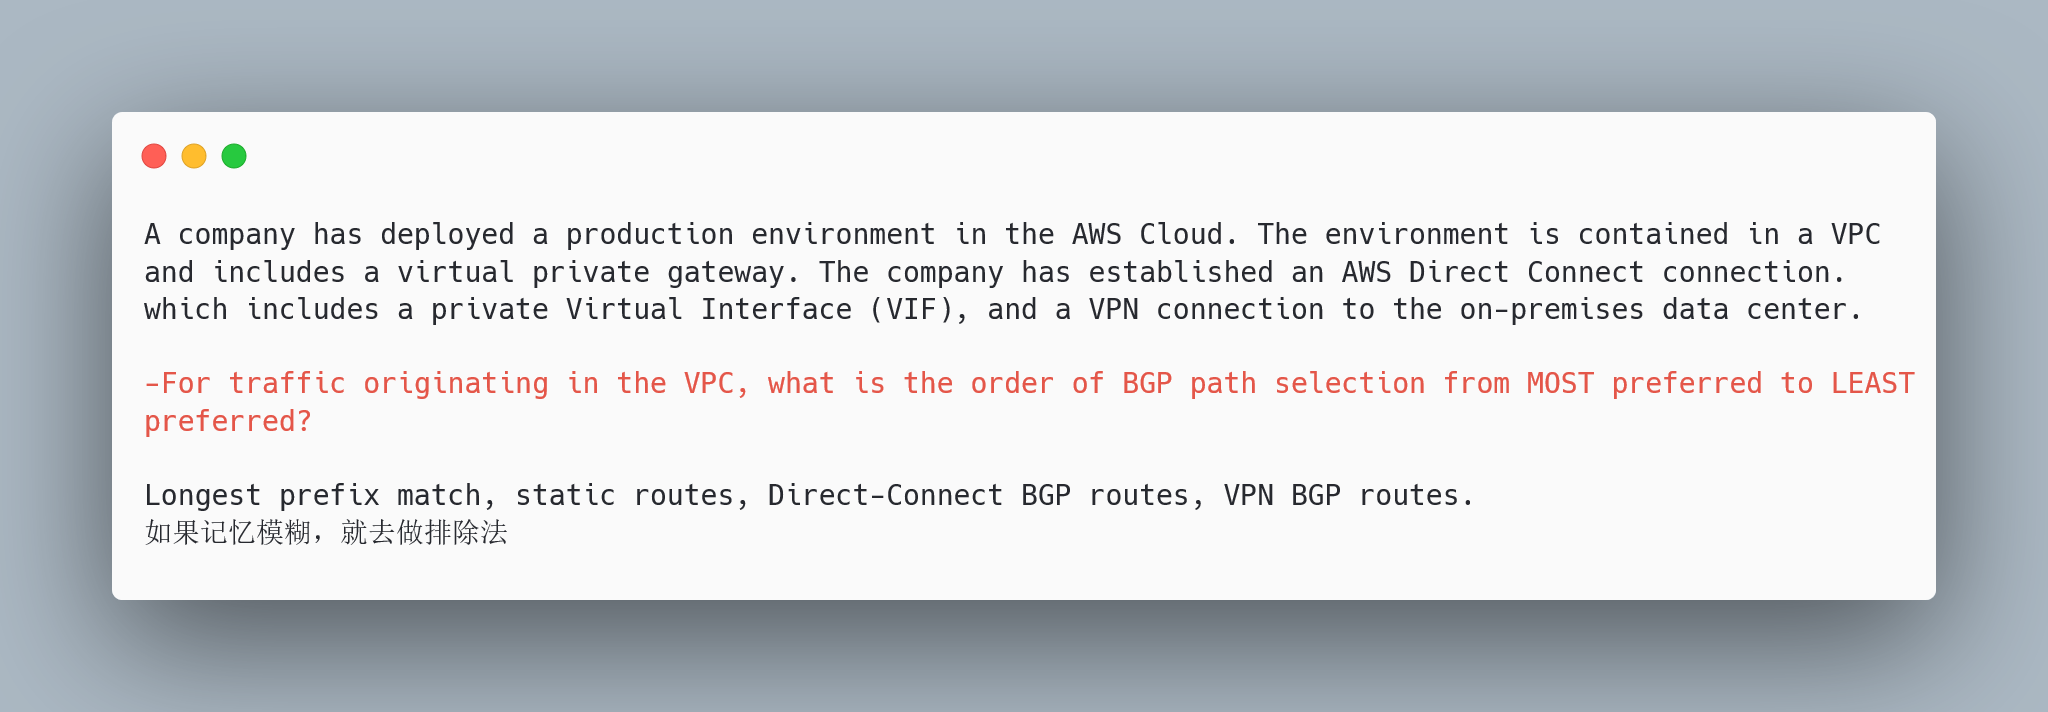 A company has deployed a production environment in the AWS Cloud. The environment is contained in a VPC
and includes a virtual private gateway. The company has established an AWS Direct Connect connection.
which includes a private Virtual Interface (VIF), and a VPN connection to the on-premises data center.
-For traffic originating in the VPC, what is the order of BGP path selection from MOST preferred to LEAST
preferred?
Longest prefix match, static routes, Direct-Connect BGP routes, VPN BGP routes.
如果记忆模糊，就去做排除法